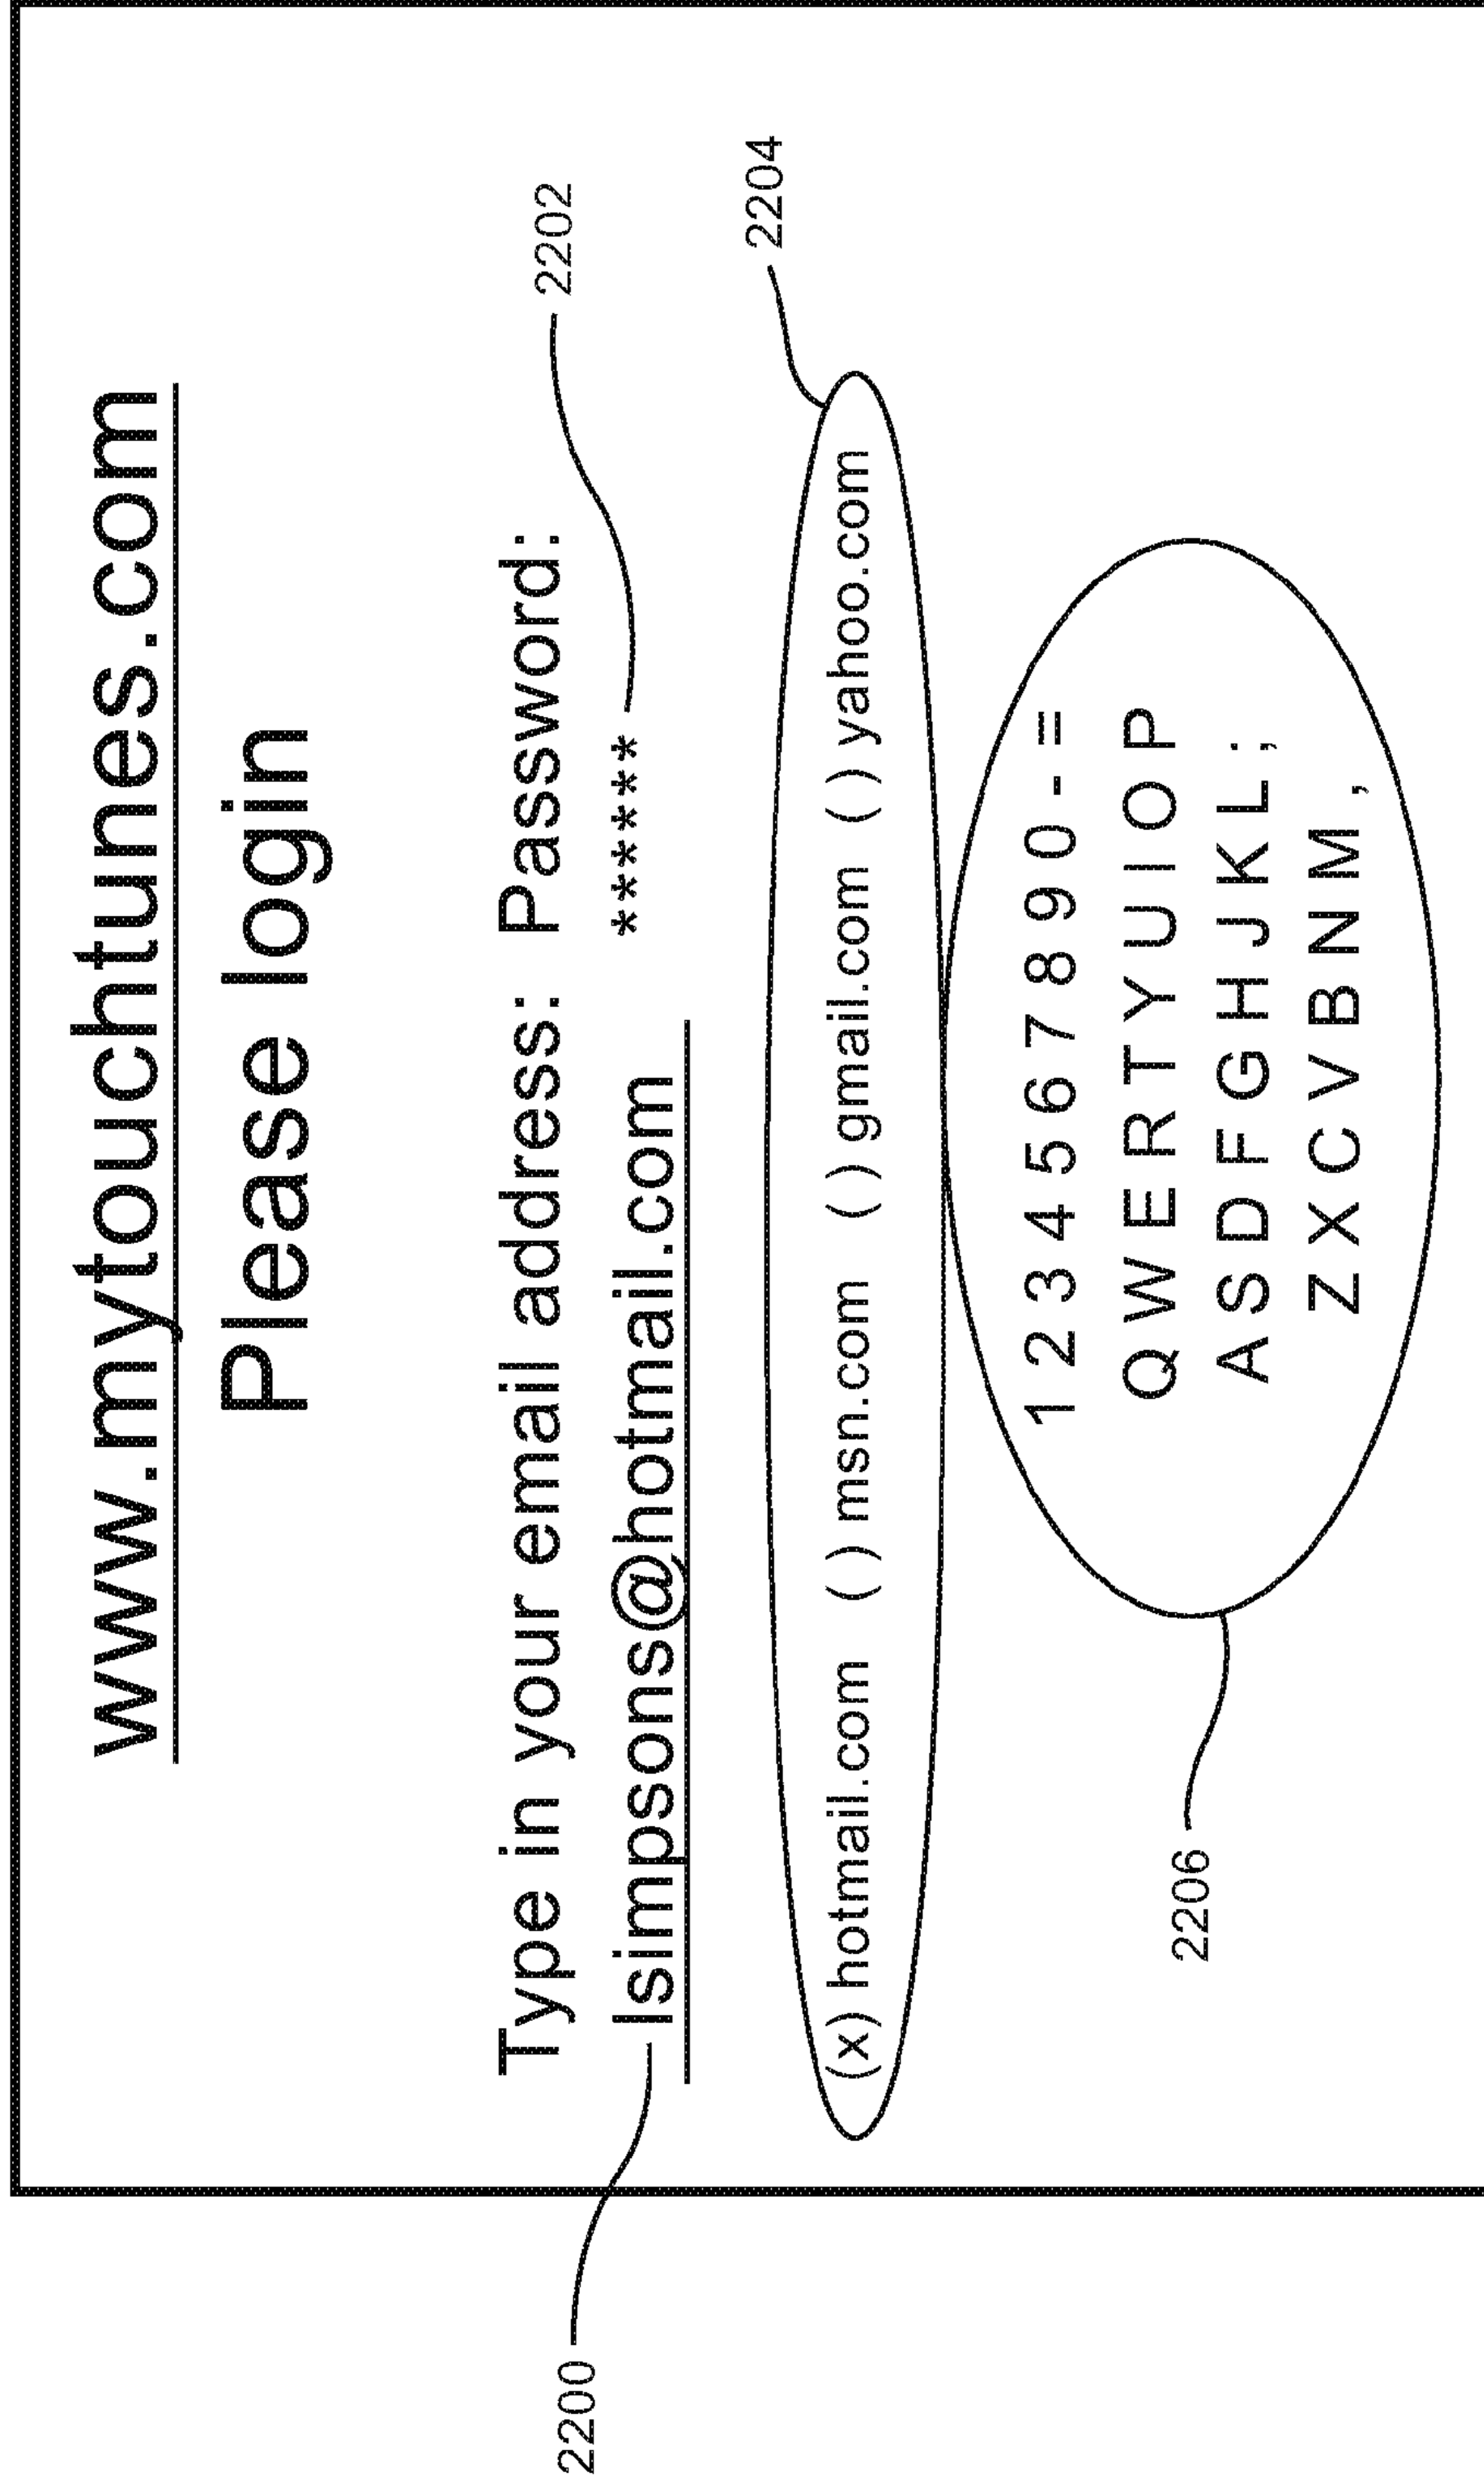 www.mytouchtunes.com
Please login
2202
Type in your email address: Password:
2200
lsimpsons@hotmail.com ******
2204
(x) hotmail.com ( ) msn.com ( ) gmail.com ( ) yahoo.com
1 2 3 4 5 6 7 8 9 0 - =
Q W E R T Y U I O P
2206
A S D F G H J K L ;
Z X C V B N M ,